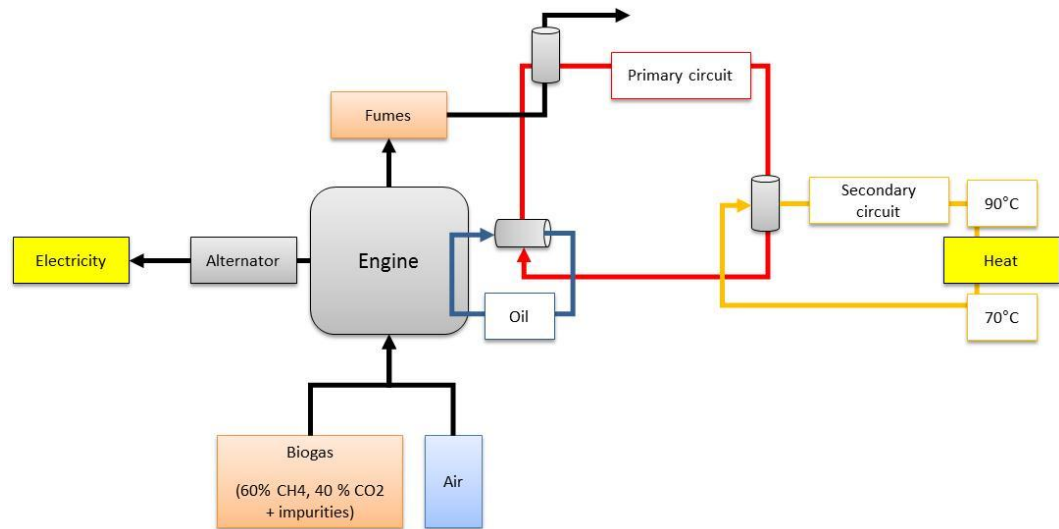 Primary circuit
Fumes
Secondary
circuit
90°C
Electricity
Alternator
Engine
Heat
Oil
70°C
Biogas
(60% CH4, 40 % CO2
+ impurities)
Air